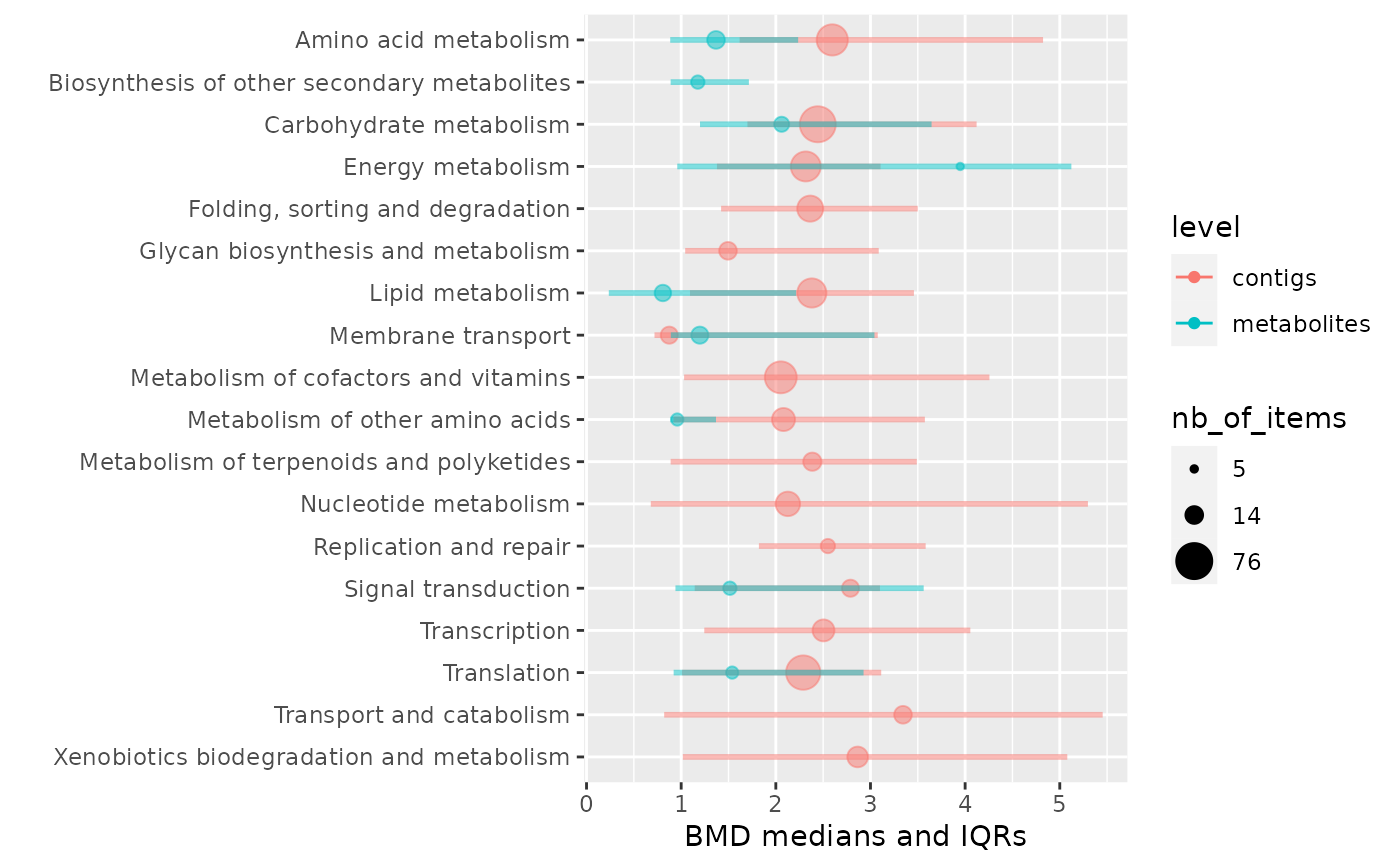 Amino acid metabolism
Biosynthesis of other secondary metabolites
Carbohydrate metabolism
Energy metabolism
Folding, sorting and degradation
Glycan biosynthesis and metabolism
Lipid metabolism
Membrane transport
Metabolism of cofactors and vitamins
Metabolism of other amino acids
Metabolism of terpenoids and polyketides
Nucleotide metabolism
Replication and repair
Signal transduction
Transcription
Translation
Transport and catabolism
Xenobiotics biodegradation and metabolism
0 1 2 3 4 5
BMD medians and IQRs
level
contigs
metabolites
nb_of_items
5
14
76